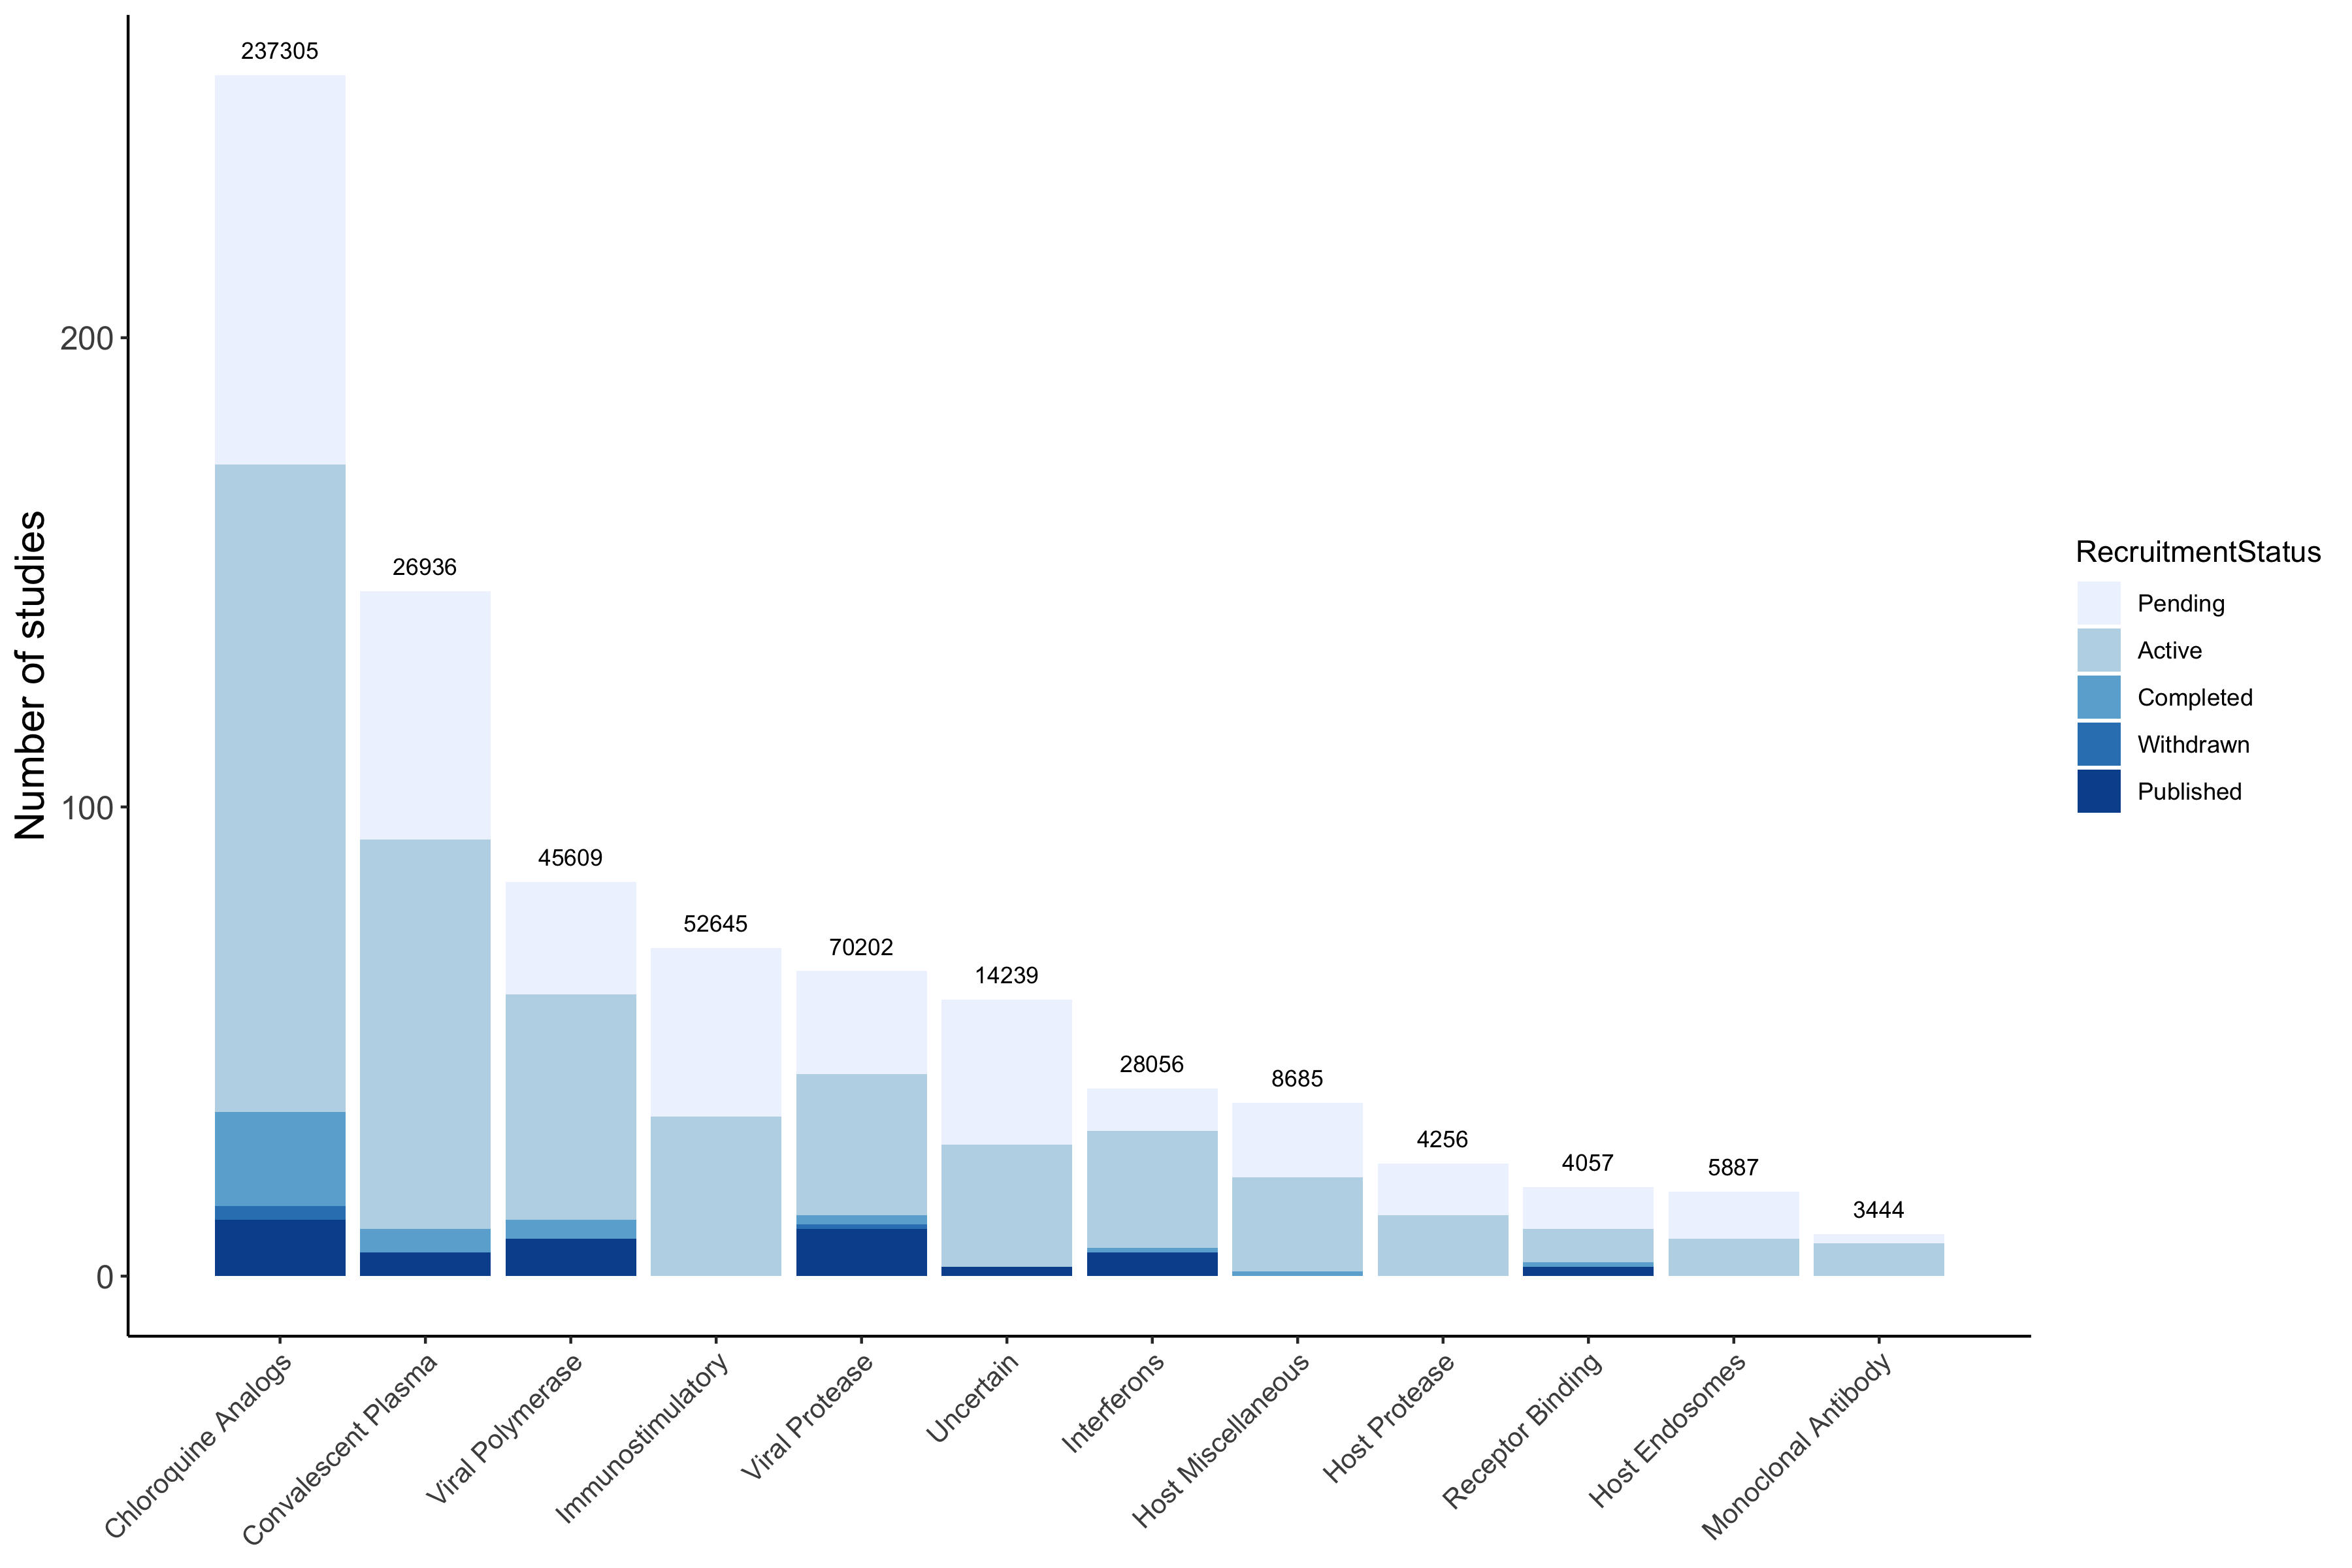 Number of studies
200
100
0
237305
26936
45609
52645
70202
14239
28056
8685
4256
4057
5887
3444
Chloroquine Analogs
Convalescent Plasma
Viral Polymerase
Immunostimulatory
Viral Protease
Uncertain
Interferons
Host Miscellaneous
Host Protease
Receptor Binding
Host Endosomes
Monoclonal Antibody
RecruitmentStatus
Pending
Active
Completed
Withdrawn
Published